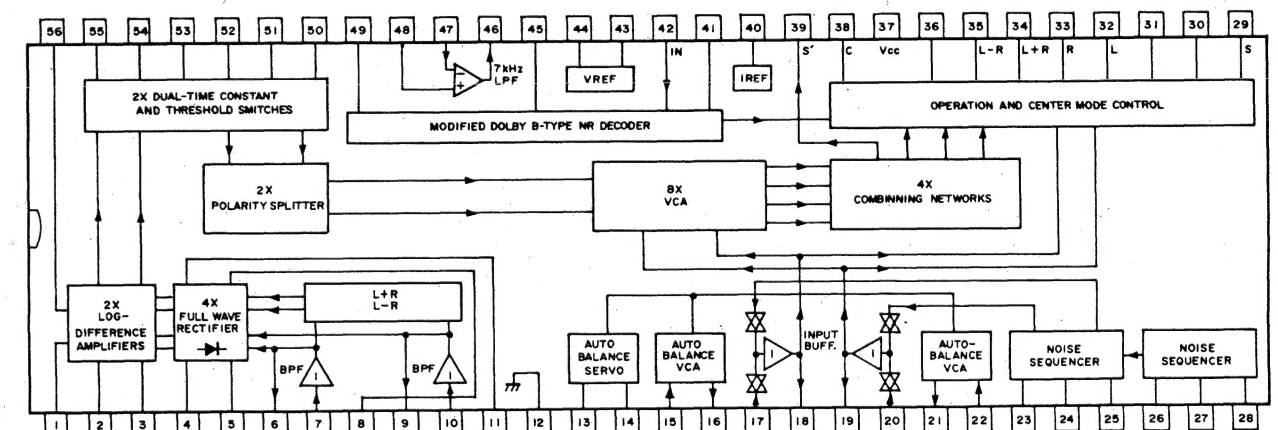 56 55 54 53 52 51 50 49 48 47 46 45 44 43 42 41 40 39 38 37 36 35 34 33 32 31 30 29
IN S' C Vcc L-R L+R R L S
7kHz
LPF
VREF
IREF
2X DUAL-TIME CONSTANT
AND THRESHOLD SMITCHES
MODIFIED DOLBY B-TYPE NR DECODER
OPERATION AND CENTER MODE CONTROL
2X
POLARITY SPLITTER
8X
VCA
4X
COMBINNING NETWORKS
2X
LOG-
DIFFERENCE
AMPLIFIERS
4X
FULL WAVE
RECTIFIER
L+R
L-R
BPF
1
BPF
1
AUTO
BALANCE
SERVO
AUTO
BALANCE
VCA
1
INPUT
BUFF.
1
AUTO-
BALANCE
VCA
NOISE
SEQUENCER
NOISE
SEQUENCER
1 2 3 4 5 6 7 8 9 10 11 12 13 14 15 16 17 18 19 20 21 22 23 24 25 26 27 28